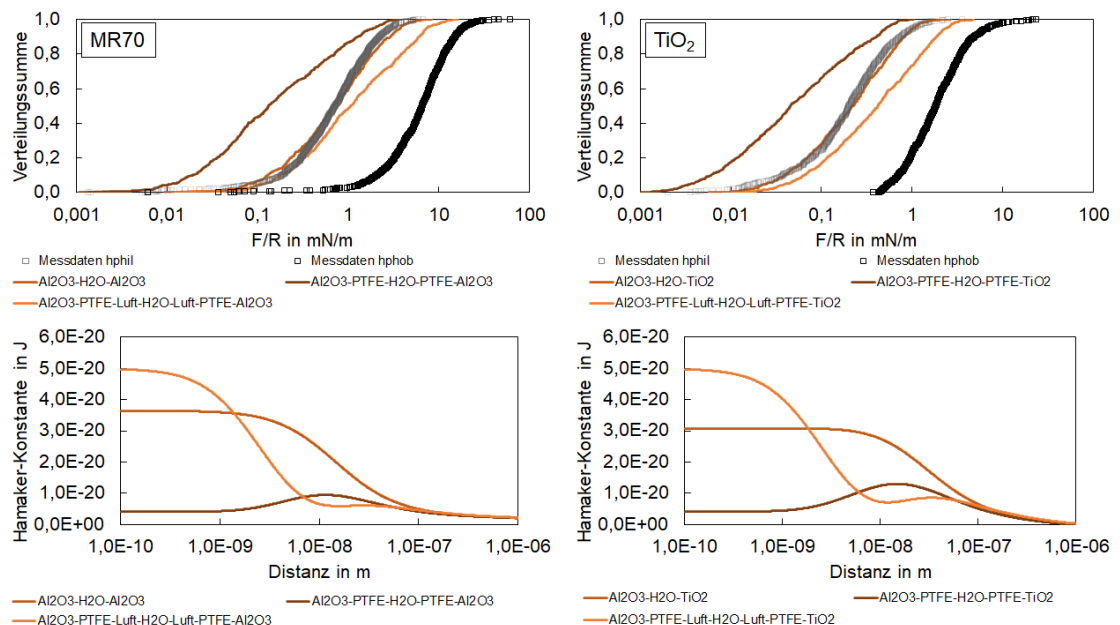 MR70
Verteilungssumme
1,0
0,8
0,6
0,4
0,2
0,0
0,001 0,01 0,1 1 10 100
F/R in mN/m
Messdaten hphil Messdaten hphob
Al2O3-H2O-Al2O3 Al2O3-PTFE-H2O-PTFE-Al2O3
Al2O3-PTFE-Luft-H2O-Luft-PTFE-Al2O3
TiO2
Verteilungssumme
1,0
0,8
0,6
0,4
0,2
0,0
0,001 0,01 0,1 1 10 100
F/R in mN/m
Messdaten hphil Messdaten hphob
Al2O3-H2O-TiO2 Al2O3-PTFE-H2O-PTFE-TiO2
Al2O3-PTFE-Luft-H2O-Luft-PTFE-TiO2
Hamaker-Konstante in J
6,0E-20
5,0E-20
4,0E-20
3,0E-20
2,0E-20
1,0E-20
0,0E+00
1,0E-10 1,0E-09 1,0E-08 1,0E-07 1,0E-06
Distanz in m
Al2O3-H2O-Al2O3 Al2O3-PTFE-H2O-PTFE-Al2O3
Al2O3-PTFE-Luft-H2O-Luft-PTFE-Al2O3
Hamaker-Konstante in J
6,0E-20
5,0E-20
4,0E-20
3,0E-20
2,0E-20
1,0E-20
0,0E+00
1,0E-10 1,0E-09 1,0E-08 1,0E-07 1,0E-06
Distanz in m
Al2O3-H2O-TiO2 Al2O3-PTFE-H2O-PTFE-TiO2
Al2O3-PTFE-Luft-H2O-Luft-PTFE-TiO2